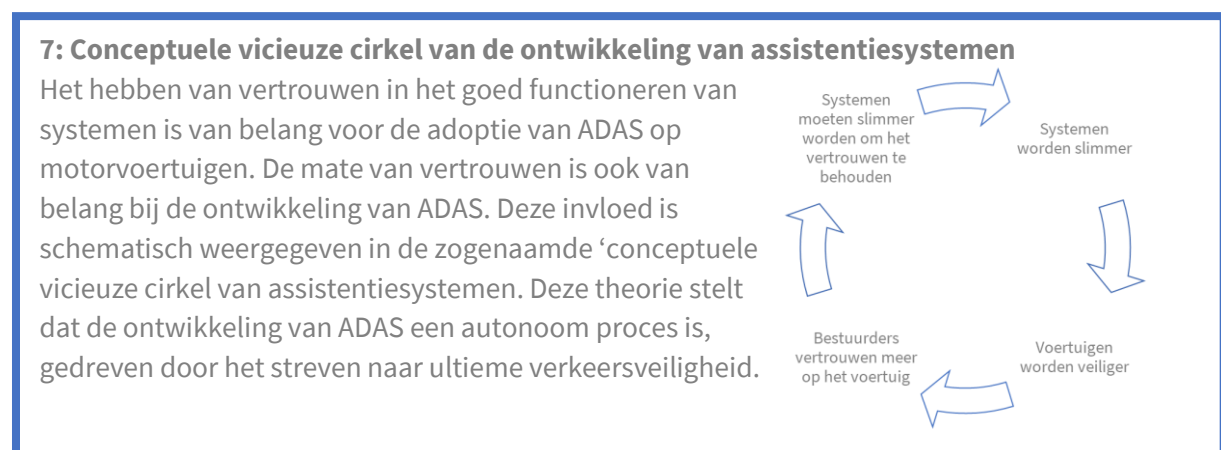 7: Conceptuele vicieuze cirkel van de ontwikkeling van assistentiesystemen
Het hebben van vertrouwen in het goed functioneren van
systemen is van belang voor de adoptie van ADAS op
motorvoertuigen. De mate van vertrouwen is ook van
belang bij de ontwikkeling van ADAS. Deze invloed is
schematisch weergegeven in de zogenaamde ‘conceptuele
vicieuze cirkel van assistentiesystemen. Deze theorie stelt
dat de ontwikkeling van ADAS een autonoom proces is,
gedreven door het streven naar ultieme verkeersveiligheid.
Systemen
moeten slimmer
worden om het
vertrouwen te
behouden
Systemen
worden slimmer
Voertuigen
worden veiliger
Bestuurders
vertrouwen meer
op het voertuig